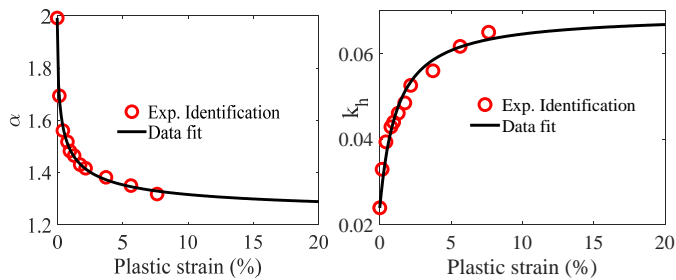 2
1.8
1.6
1.4
1.2
α
0
5
10
15
20
Plastic strain (%)
Exp. Identification
Data fit
0.06
0.04
0.02
k_h
0
5
10
15
20
Plastic strain (%)
Exp. Identification
Data fit